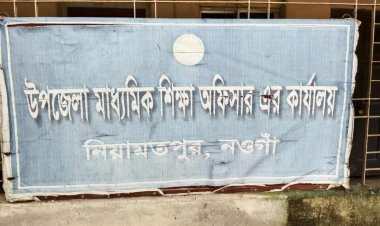 উপজেলা মাধ্যমিক শিক্ষা অফিসার এর কার্যালয়
নিয়ামতপুর, নওগাঁ